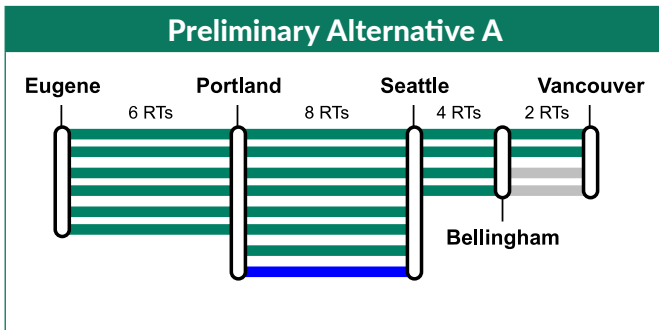 Preliminary Alternative A
Eugene Portland Seattle Vancouver
6 RTs 8 RTs 4 RTs 2 RTs
Bellingham